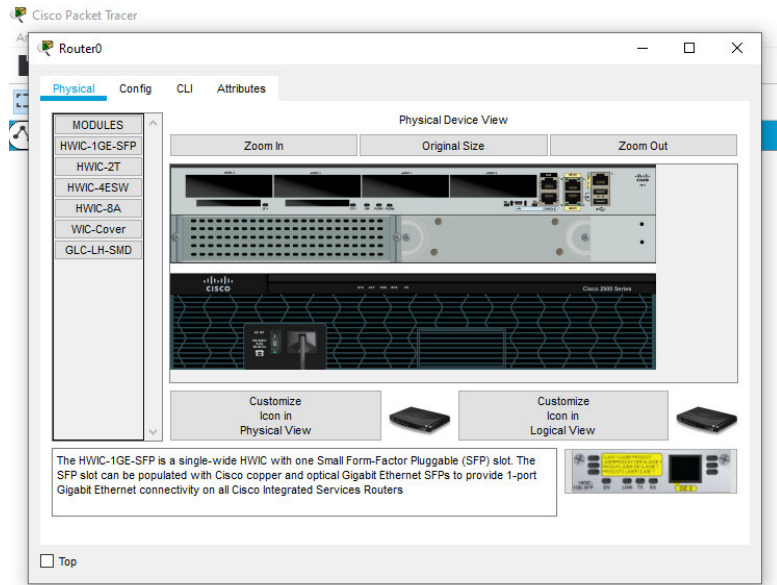 Cisco Packet Tracer
Router0
Physical Config CLI Attributes
MODULES
HWIC-1GE-SFP
HWIC-2T
HWIC-4ESW
HWIC-8A
WIC-Cover
GLC-LH-SMD
Physical Device View
Zoom In Original Size Zoom Out
CISCO
Cisco 2900 Series
Customize
Icon in
Physical View
Customize
Icon in
Logical View
The HWIC-1GE-SFP is a single-wide HWIC with one Small Form-Factor Pluggable (SFP) slot. The
SFP slot can be populated with Cisco copper and optical Gigabit Ethernet SFPs to provide 1-port
Gigabit Ethernet connectivity on all Cisco Integrated Services
Routers
Top